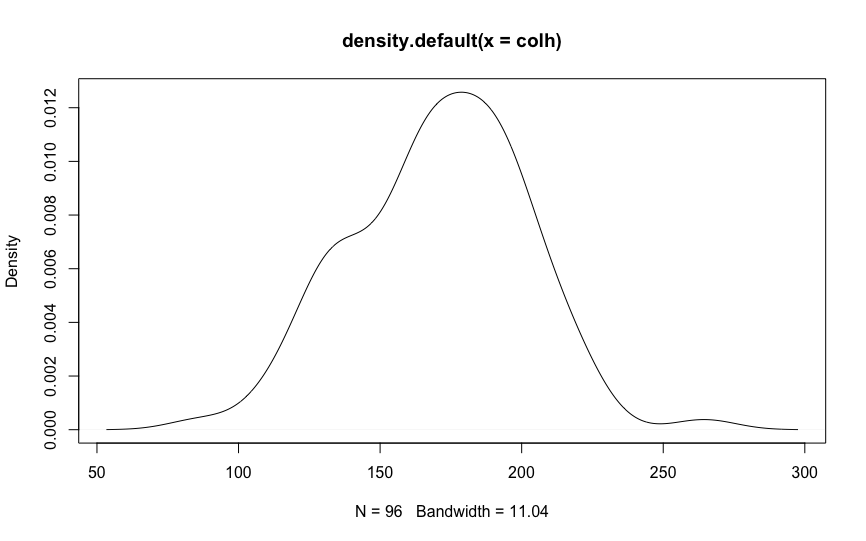 density.default(x = colh)
Density
0.012
0.010
0.008
0.006
0.004
0.002
0.000
50 100 150 200 250 300
N = 96 Bandwidth = 11.04